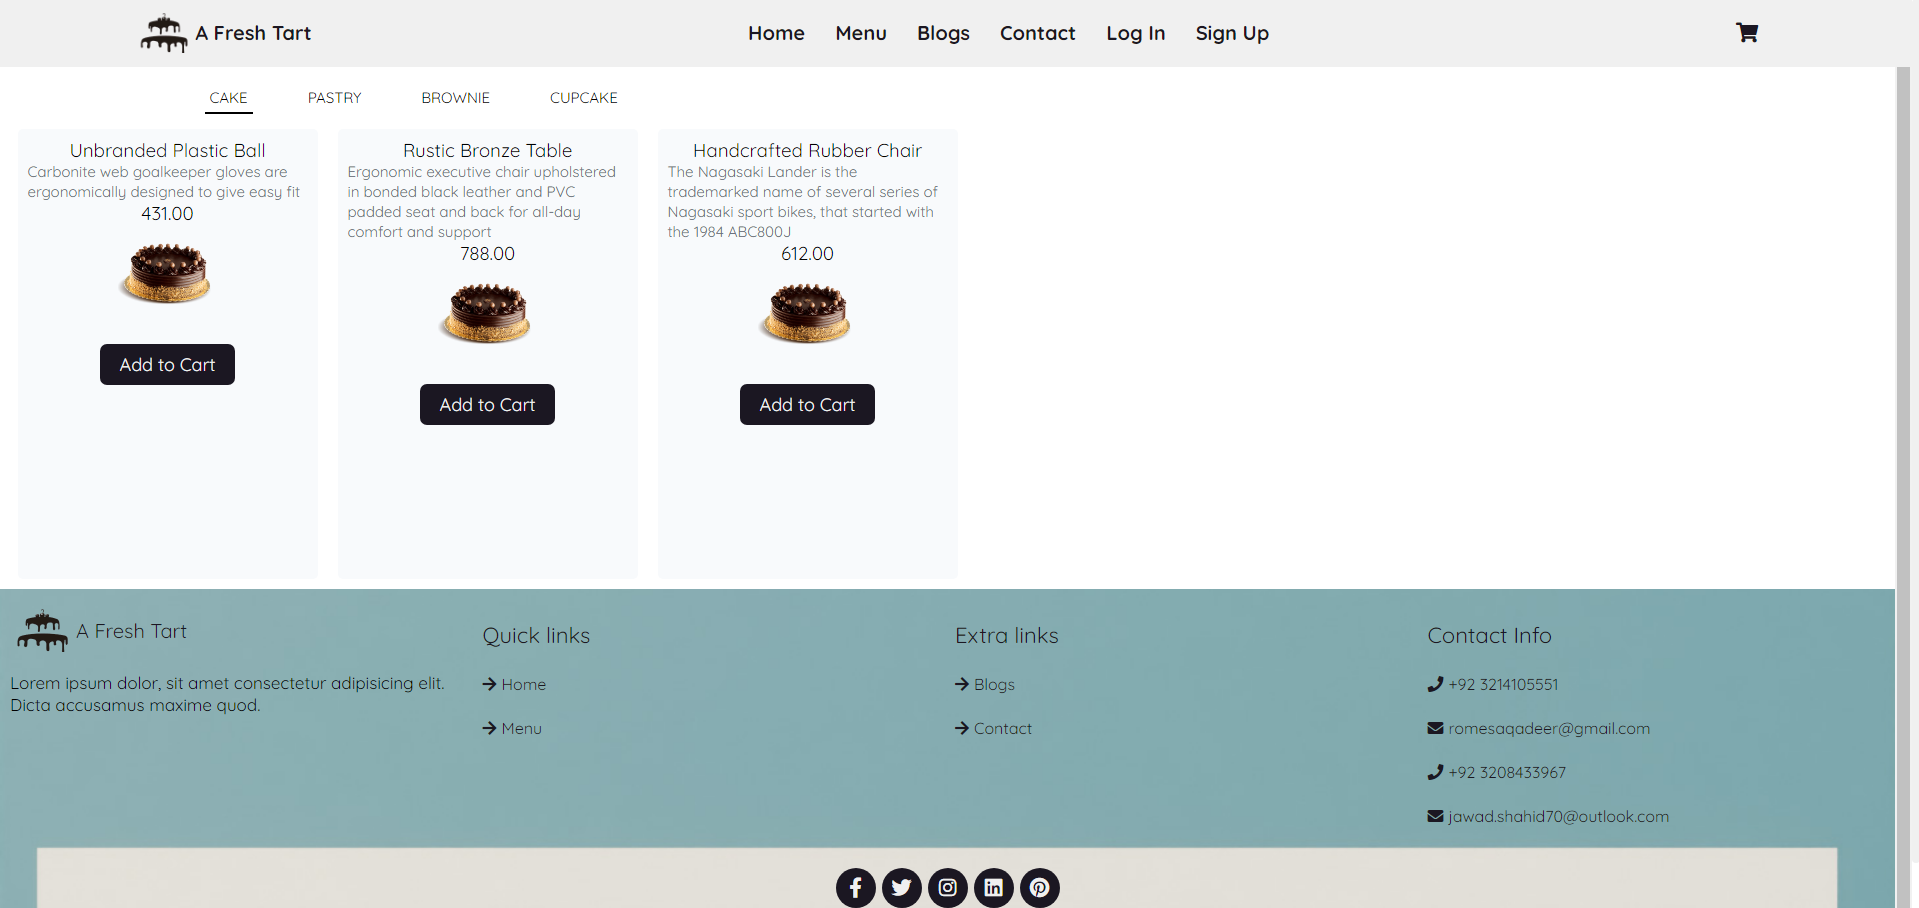 A Fresh Tart
Home Menu Blogs Contact Log In Sign Up
CAKE PASTRY BROWNIE CUPCAKE
Unbranded Plastic Ball
Carbonite web goalkeeper gloves are
ergonomically designed to give easy fit
431.00
Add to Cart
Rustic Bronze Table
Ergonomic executive chair upholstered
in bonded black leather and PVC
padded seat and back for all-day
comfort and support
788.00
Add to Cart
Handcrafted Rubber Chair
The Nagasaki Lander is the
trademarked name of several series of
Nagasaki sport bikes, that started with
the 1984 ABC800J
612.00
Add to Cart
A Fresh Tart
Lorem ipsum dolor, sit amet consectetur adipisicing elit.
Dicta accusamus maxime quod.
Quick links
Home
Menu
Extra links
Blogs
Contact
Contact Info
+92 3214105551
romesaqadeer@gmail.com
+92 3208433967
jawad.shahid70@outlook.com